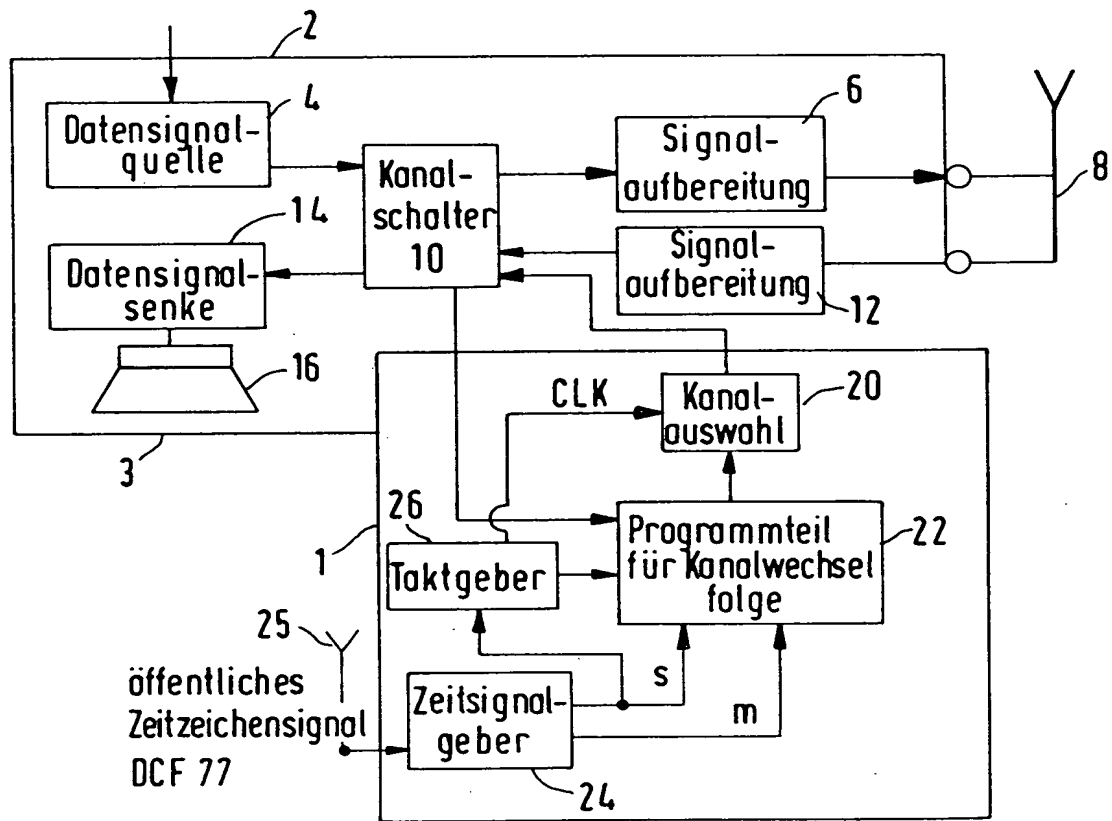 2
4
Datensignal-
quelle
Kanal-
schalter
10
6
Signal-
aufbereitung
8
14
Datensignal-
senke
Signal-
aufbereitung
12
16
3
CLK
Kanal-
auswahl
20
1
26
Taktgeber
Programmteil
für Kanalwechsel
folge
22
25
öffentliches
Zeitzeichensignal
DCF 77
Zeitsignal-
geber
24
s
m